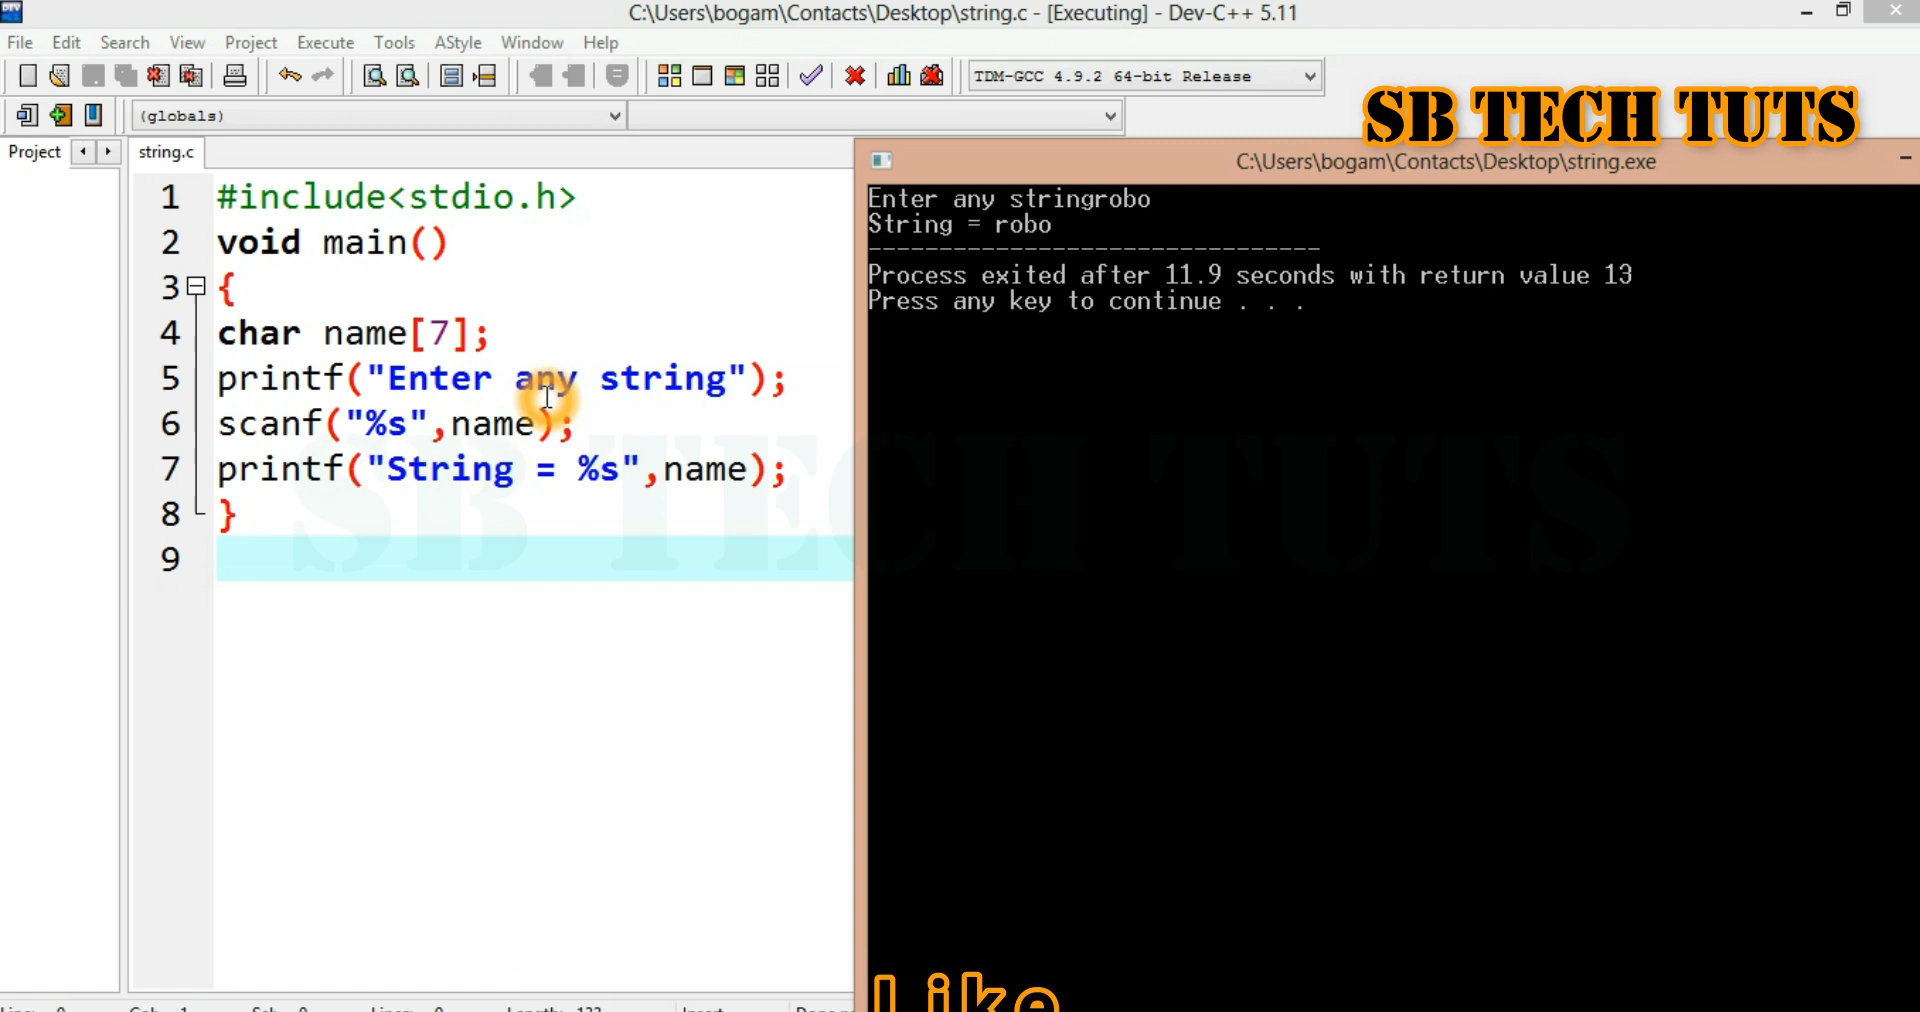 C:\Users\bogam\Contacts\Desktop\string.c - [Executing] - Dev-C++ 5.11
File Edit Search View Project Execute Tools AStyle Window Help
TDM-GCC 4.9.2 64-bit Release
(globals)
SB TECH TUTS
Project
string.c
C:\Users\bogam\Contacts\Desktop\string.exe
1 #include<stdio.h>
2 void main()
3 {
4 char name[7];
5 printf("Enter any string");
6 scanf("%s",name);
7 printf("String = %s",name);
8 }
9
Enter any stringrobo
String = robo
--------------------------------
Process exited after 11.9 seconds with return value 13
Press any key to continue . . .
SB TECH TUTS
Like